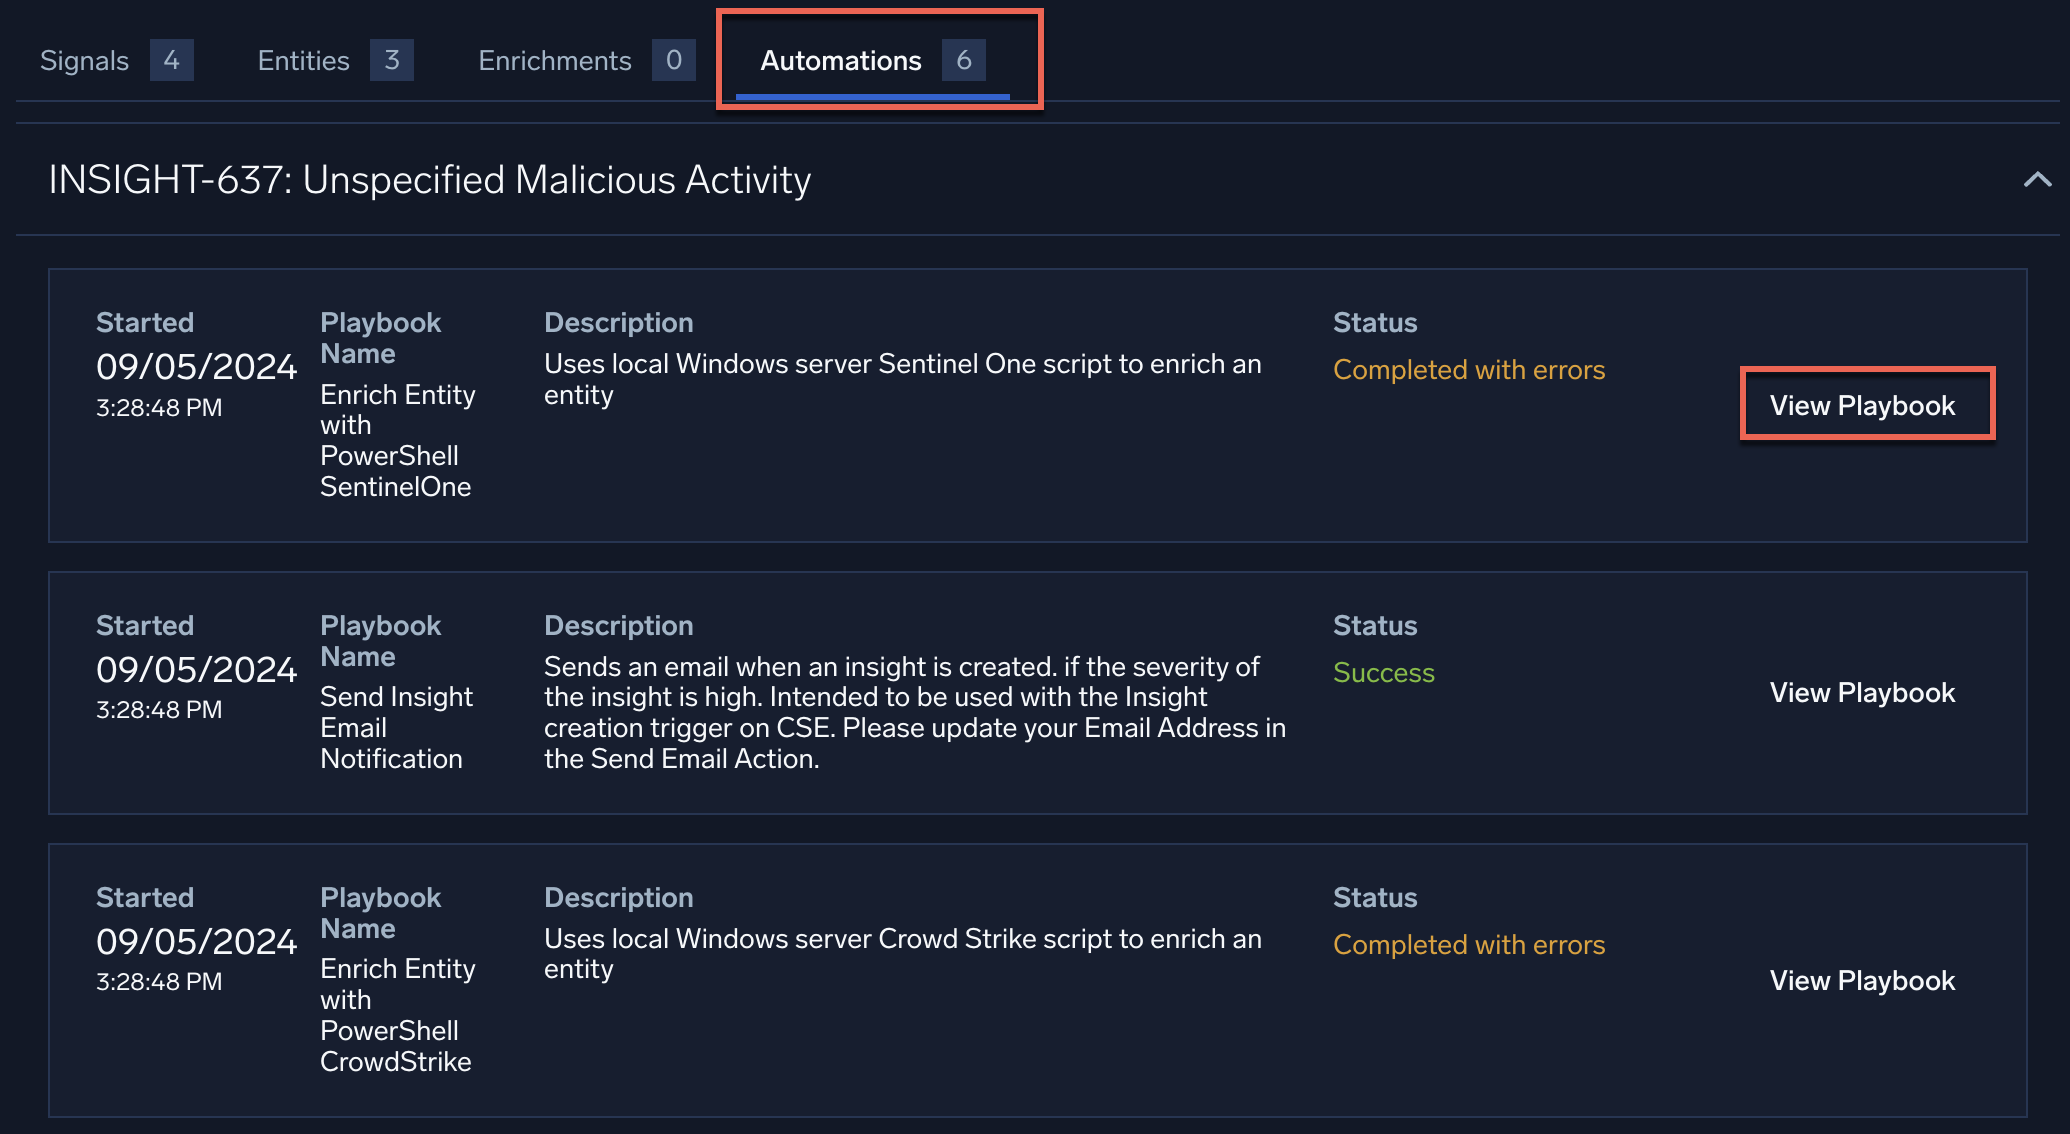 Signals 4 Entities 3 Enrichments 0 Automations 6
INSIGHT-637: Unspecified Malicious Activity
Started
09/05/2024
3:28:48 PM
Playbook
Name
Enrich Entity
with
PowerShell
SentinelOne
Description
Uses local Windows server Sentinel One script to enrich an
entity
Status
Completed with errors
View Playbook
Started
09/05/2024
3:28:48 PM
Playbook
Name
Send Insight
Email
Notification
Description
Sends an email when an insight is created. if the severity of
the insight is high. Intended to be used with the Insight
creation trigger on CSE. Please update your Email Address in
the Send Email Action.
Status
Success
View Playbook
Started
09/05/2024
3:28:48 PM
Playbook
Name
Enrich Entity
with
PowerShell
CrowdStrike
Description
Uses local Windows server Crowd Strike script to enrich an
entity
Status
Completed with errors
View Playbook